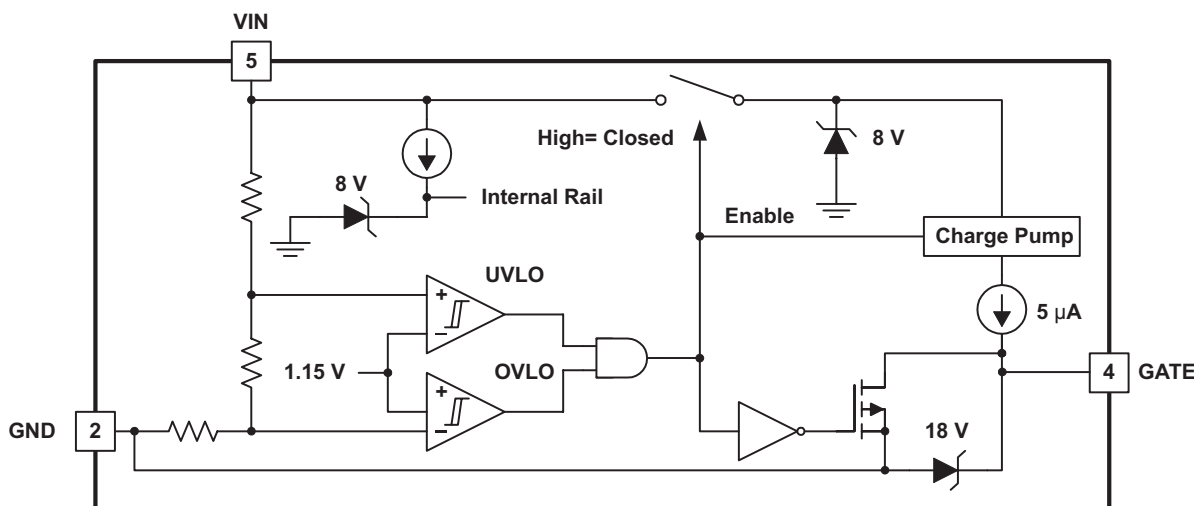 VIN
5
High= Closed
8 V
8 V
Internal Rail
Enable
Charge Pump
UVLO
+
−
5 µA
1.15 V
OVLO
4
GATE
+
−
GND
2
18 V